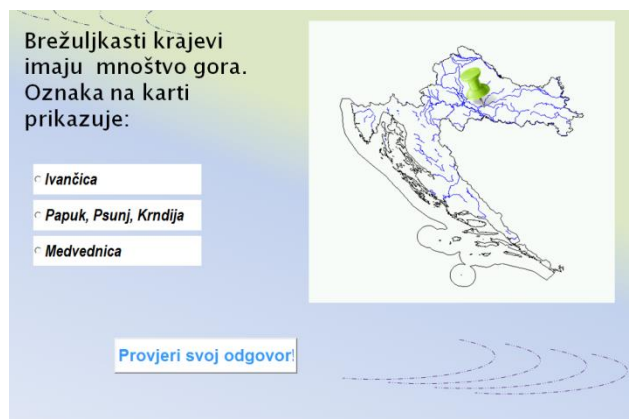 Brežuljkasti krajevi
imaju mnoštvo gora.
Oznaka na karti
prikazuje:
Ivančica
Papuk, Psunj, Krndija
Medvednica
Provjeri svoj odgovor!